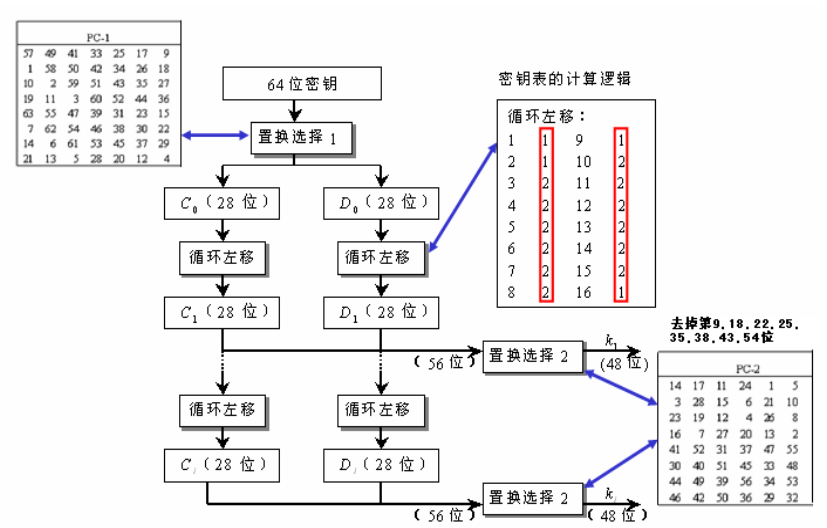 PC-1
57 49 41 33 25 17 9
1 58 50 42 34 26 18
10 2 59 51 43 35 27
19 11 3 60 52 44 36
63 55 47 39 31 23 15
7 62 54 46 38 30 22
14 6 61 53 45 37 29
21 13 5 28 20 12 4
64位密钥
置换选择 1
C0（28 位）
D0（28 位）
循环左移
循环左移
C1（28 位）
D1（28 位）
密钥表的计算逻辑
循环左移：
1 1 9 1
2 1 10 2
3 2 11 2
4 2 12 2
5 2 13 2
6 2 14 2
7 2 15 2
8 2 16 1
（56 位）
置换选择 2
k1
(48 位)
循环左移
循环左移
Ci（28 位）
Di（28 位）
（56 位）
置换选择 2
ki
（48 位）
去掉第9,18,22,25,
35,38,43,54位
PC-2
14 17 11 24 1 5
3 28 15 6 21 10
23 19 12 4 26 8
16 7 27 20 13 2
41 52 31 37 47 55
30 40 51 45 33 48
44 49 39 56 34 53
46 42 50 36 29 32